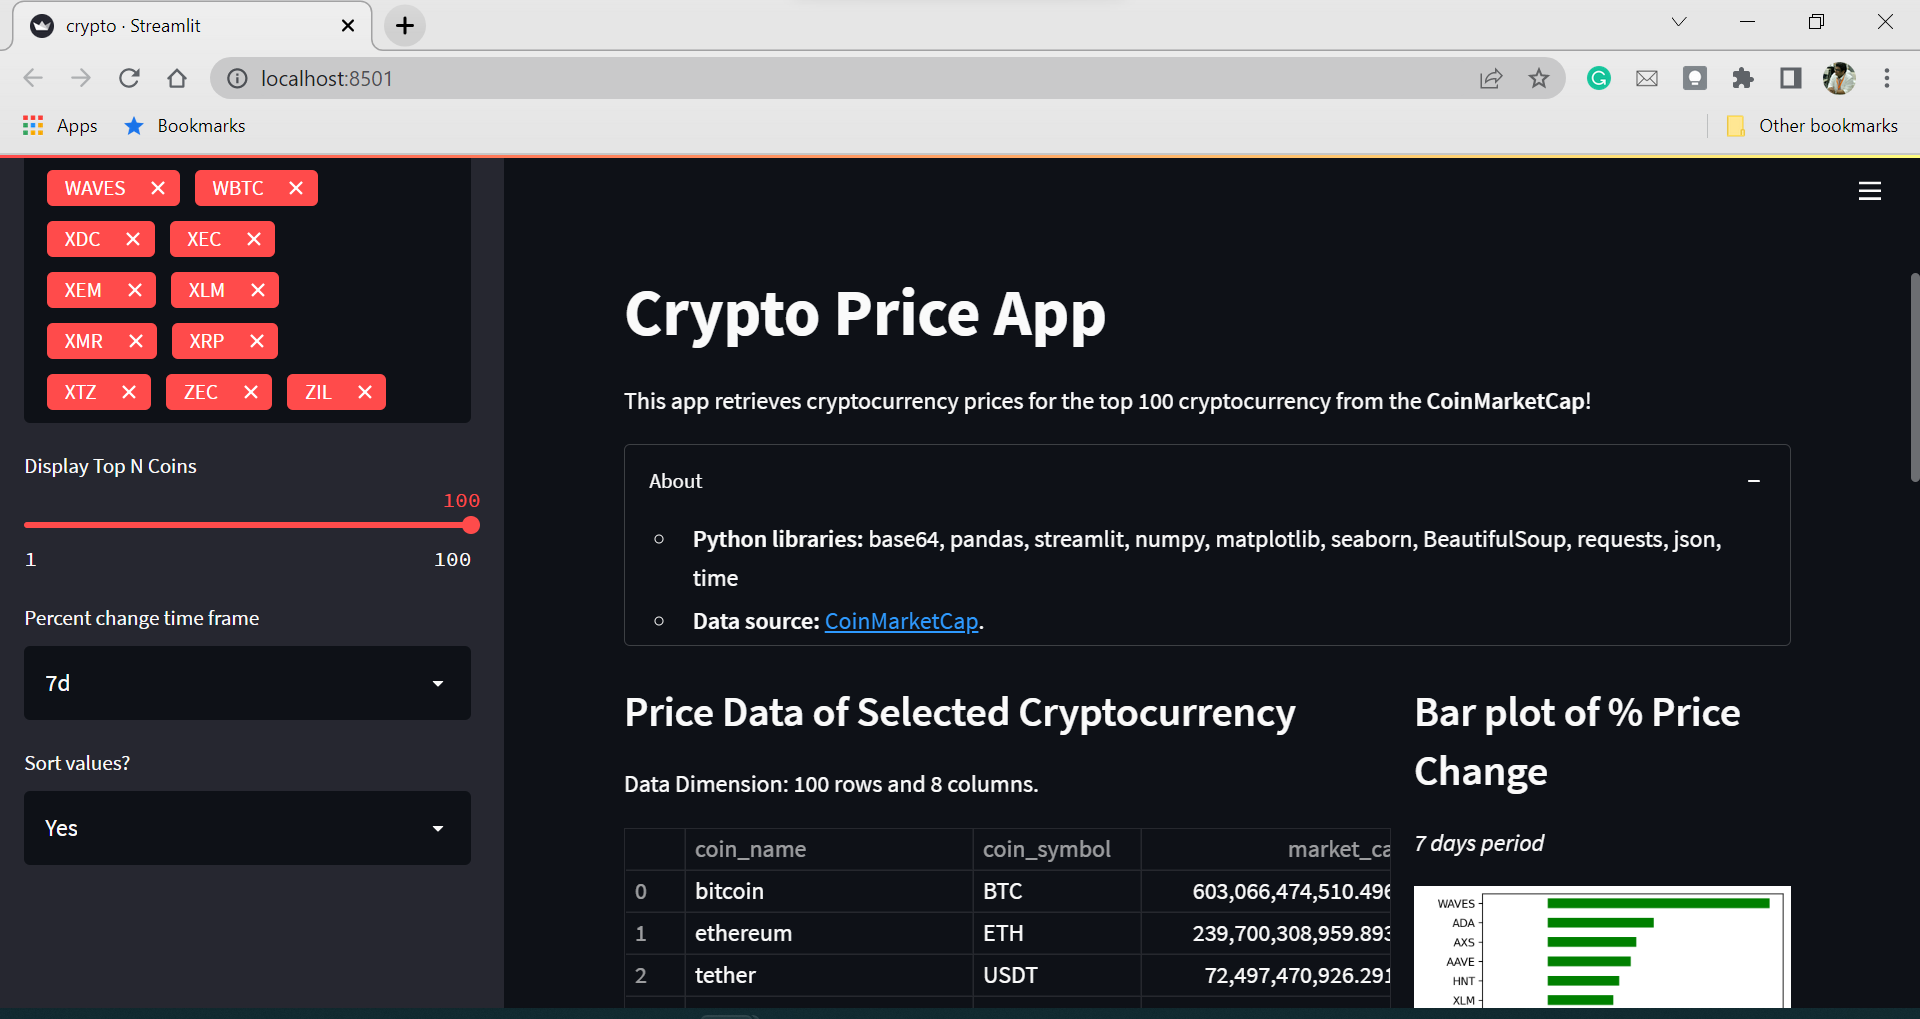 crypto · Streamlit
localhost:8501
Apps
Bookmarks
Other bookmarks
WAVES
WBTC
XDC
XEC
XEM
XLM
XMR
XRP
XTZ
ZEC
ZIL
Display Top N Coins
100
1
100
Percent change time frame
7d
Sort values?
Yes
Crypto Price App
This app retrieves cryptocurrency prices for the top 100 cryptocurrency from the CoinMarketCap!
About
Python libraries: base64, pandas, streamlit, numpy, matplotlib, seaborn, BeautifulSoup, requests, json,
time
Data source: CoinMarketCap.
Price Data of Selected Cryptocurrency
Data Dimension: 100 rows and 8 columns.
coin_name coin_symbol market_ca
0 bitcoin BTC 603,066,474,510.496
1 ethereum ETH 239,700,308,959.893
2 tether USDT 72,497,470,926.291
Bar plot of % Price
Change
7 days period
WAVES
ADA
AXS
AAVE
HNT
XLM